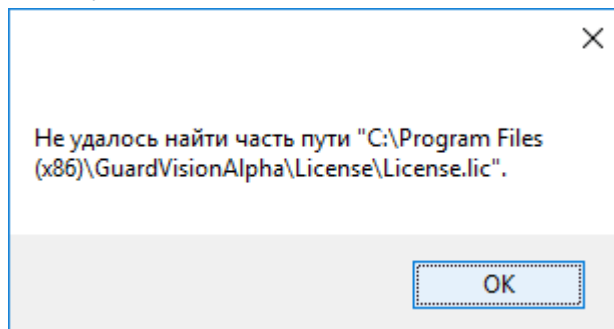 Не удалось найти часть пути "C:\Program Files
(x86)\GuardVisionAlpha\License\License.lic".
OK